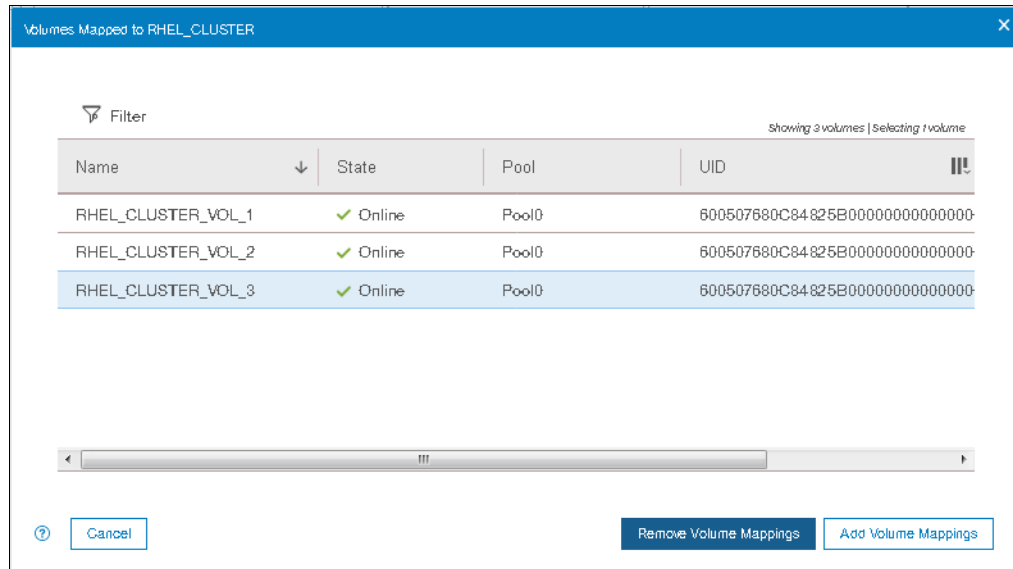 Volumes Mapped to RHEL_CLUSTER
Filter
Showing 3 volumes | Selecting 1 volume
Name State Pool UID
RHEL_CLUSTER_VOL_1 Online Pool0 600507680C84825B00000000000000
RHEL_CLUSTER_VOL_2 Online Pool0 600507680C84825B00000000000000
RHEL_CLUSTER_VOL_3 Online Pool0 600507680C84825B00000000000000
Cancel Remove Volume Mappings Add Volume Mappings